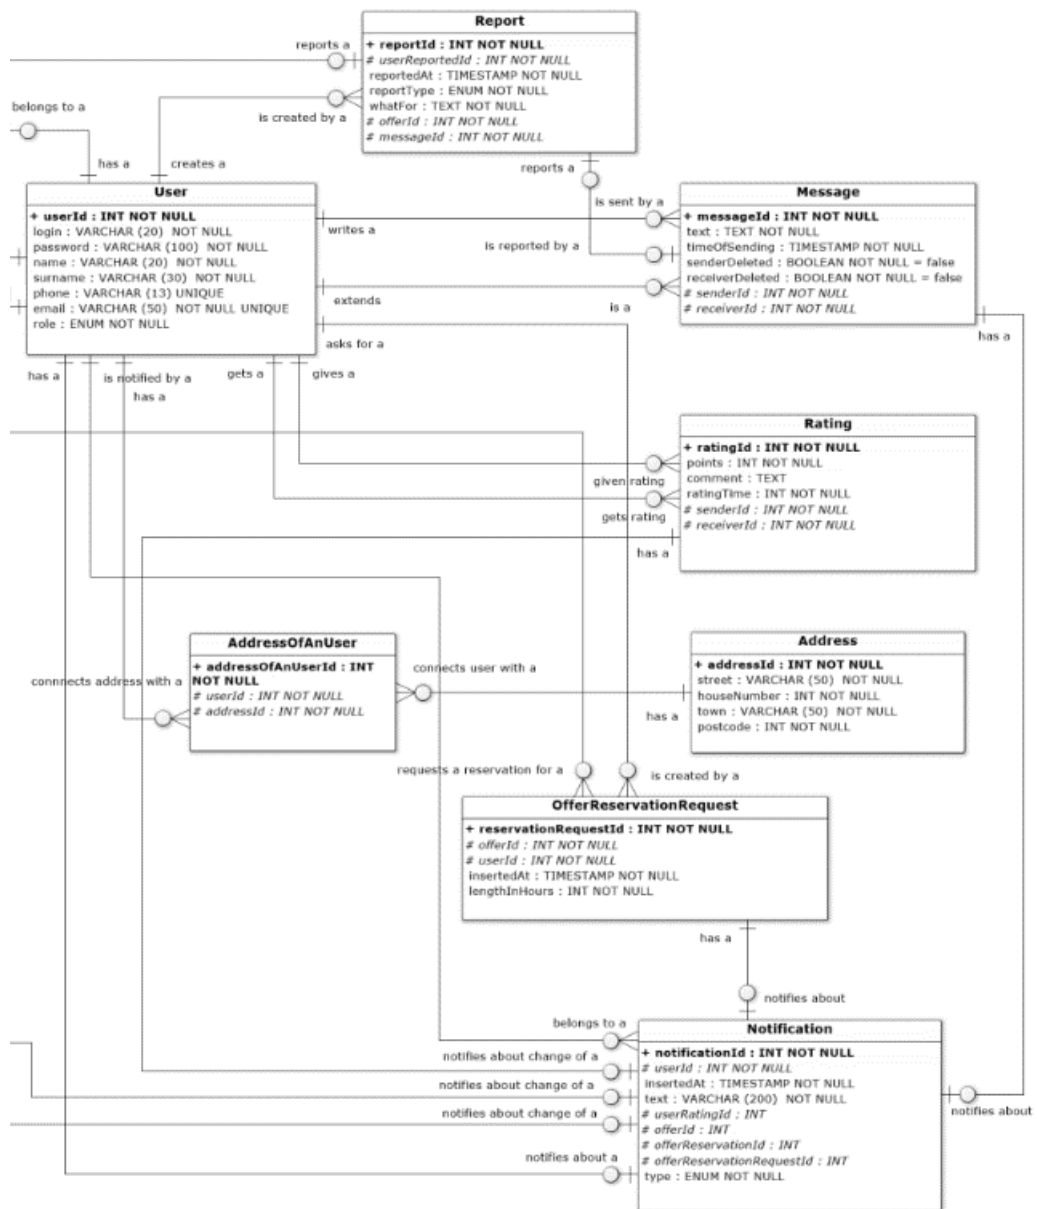 Report
reports a
+ reportId : INT NOT NULL
# userReportedId : INT NOT NULL
reportedAt : TIMESTAMP NOT NULL
reportType : ENUM NOT NULL
whatFor : TEXT NOT NULL
# offerId : INT NOT NULL
# messageId : INT NOT NULL
belongs to a
is created by a
has a
creates a
reports a
User
+ userId : INT NOT NULL
login : VARCHAR (20) NOT NULL
password : VARCHAR (100) NOT NULL
name : VARCHAR (20) NOT NULL
surname : VARCHAR (30) NOT NULL
phone : VARCHAR (13) UNIQUE
email : VARCHAR (50) NOT NULL UNIQUE
role : ENUM NOT NULL
is sent by a
writes a
is reported by a
extends
is a
asks for a
Message
+ messageId : INT NOT NULL
text : TEXT NOT NULL
timeOfSending : TIMESTAMP NOT NULL
senderDeleted : BOOLEAN NOT NULL = false
receiverDeleted : BOOLEAN NOT NULL = false
# senderId : INT NOT NULL
# receiverId : INT NOT NULL
has a
has a
is notified by a
has a
gets a
gives a
Rating
+ ratingId : INT NOT NULL
points : INT NOT NULL
comment : TEXT
ratingTime : INT NOT NULL
# senderId : INT NOT NULL
# receiverId : INT NOT NULL
given rating
gets rating
has a
AddressOfAnUser
+ addressOfAnUserId : INT
NOT NULL
# userId : INT NOT NULL
# addressId : INT NOT NULL
connnects address with a
connects user with a
has a
Address
+ addressId : INT NOT NULL
street : VARCHAR (50) NOT NULL
houseNumber : INT NOT NULL
town : VARCHAR (50) NOT NULL
postcode : INT NOT NULL
requests a reservation for a
is created by a
OfferReservationRequest
+ reservationRequestId : INT NOT NULL
# offerId : INT NOT NULL
# userId : INT NOT NULL
insertedAt : TIMESTAMP NOT NULL
lengthInHours : INT NOT NULL
has a
notifies about
belongs to a
notifies about change of a
notifies about change of a
notifies about change of a
notifies about a
Notification
+ notificationId : INT NOT NULL
# userId : INT NOT NULL
insertedAt : TIMESTAMP NOT NULL
text : VARCHAR (200) NOT NULL
# userRatingId : INT
# offerId : INT
# offerReservationId : INT
# offerReservationRequestId : INT
type : ENUM NOT NULL
notifies about